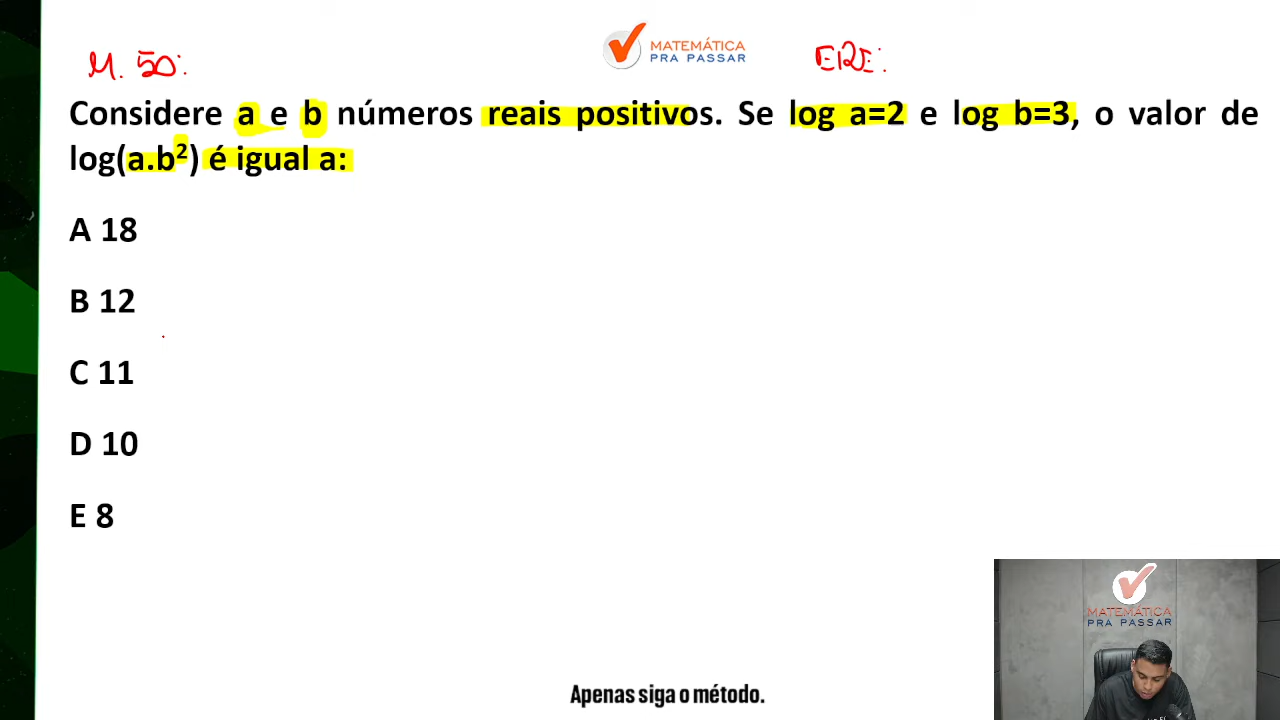 M. 50:
MATEMÁTICA
PRA PASSAR
ERE:
Considere a e b números reais positivos. Se log a=2 e log b=3, o valor de
log(a.b²) é igual a:
A 18
B 12
C 11
D 10
E 8
MATEMÁTICA
PRA PASSAR
Apenas siga o método.